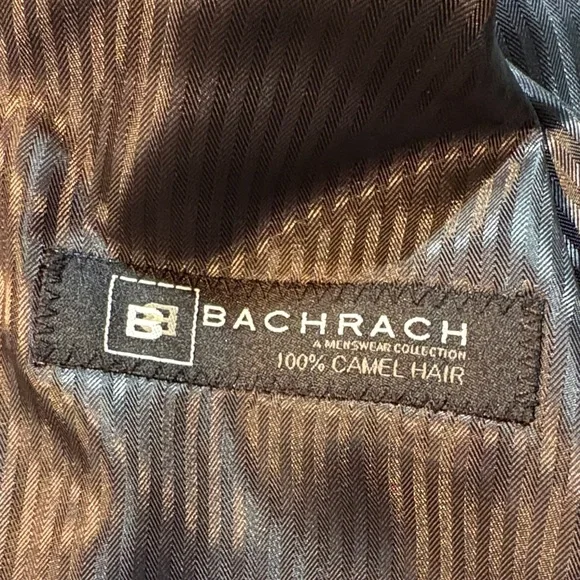 B
BACHRACH
A MENSWEAR COLLECTION
100% CAMEL HAIR